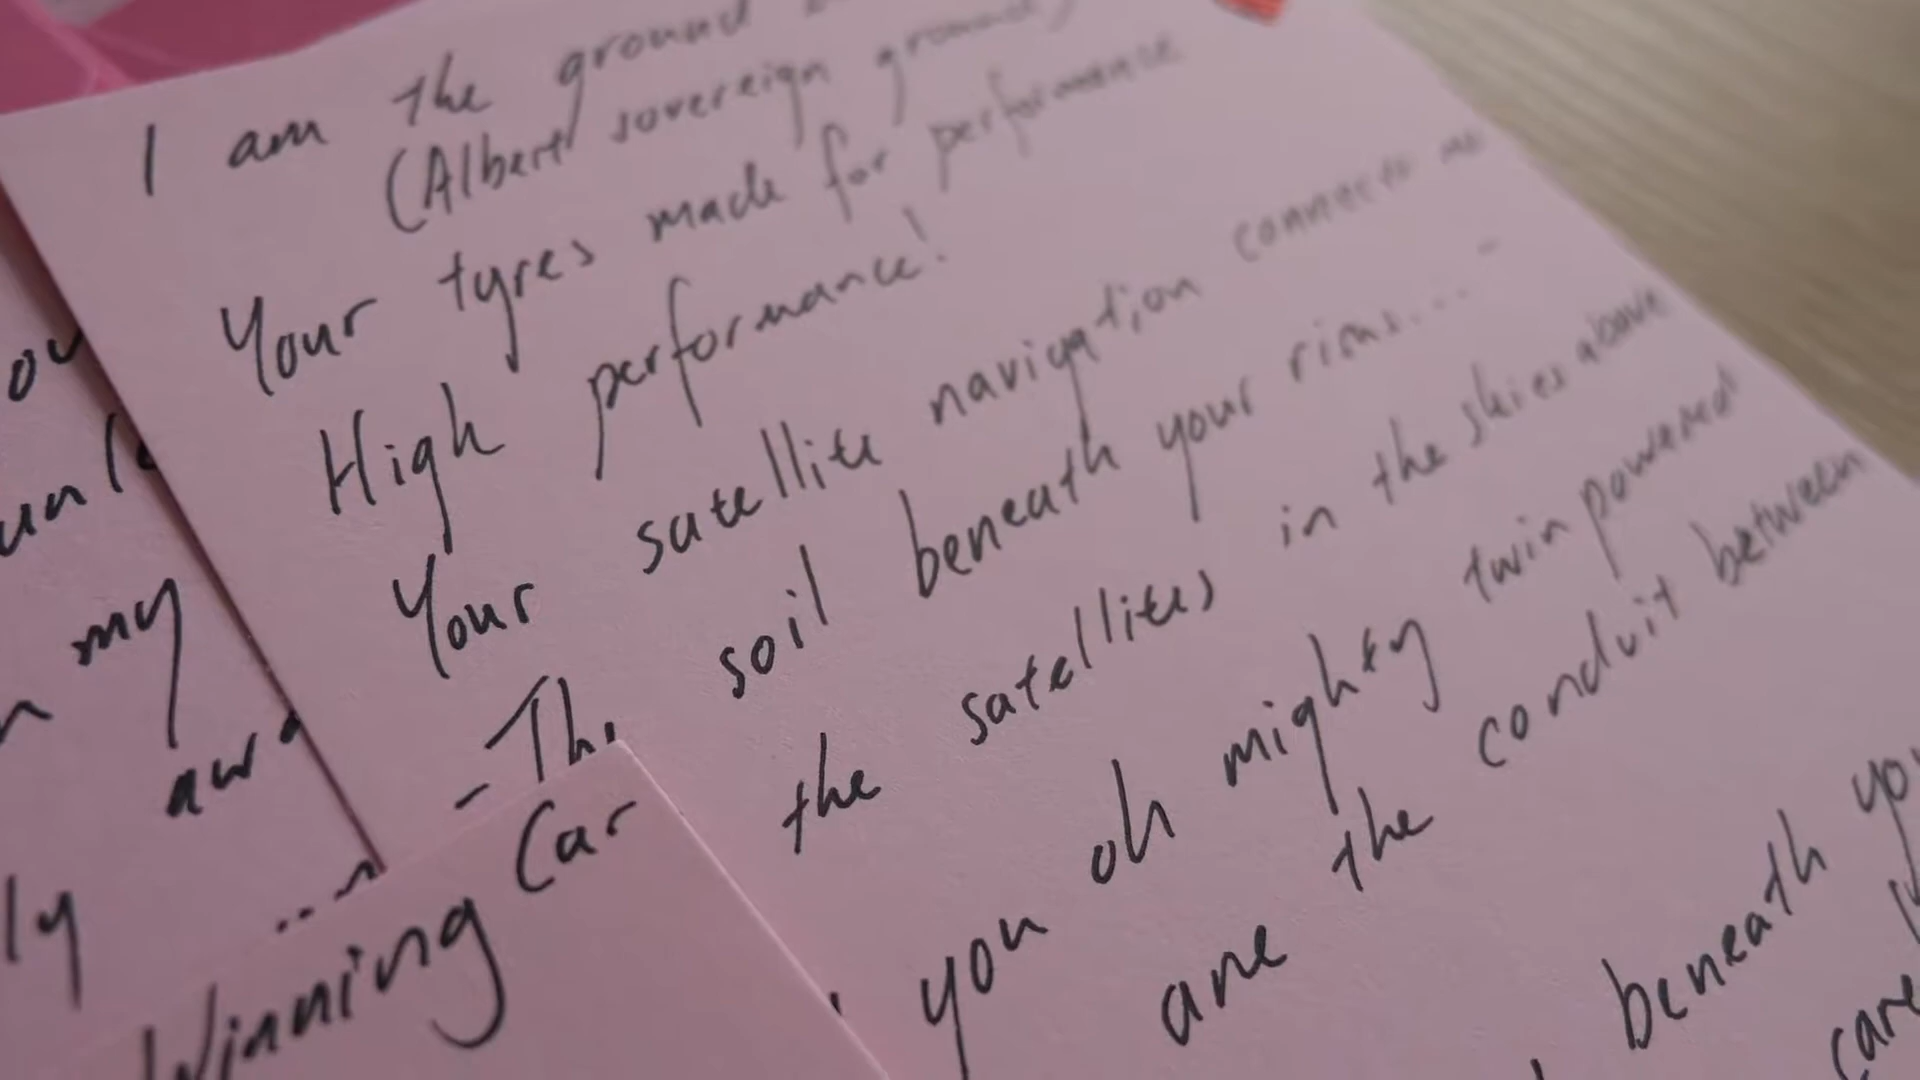 I am the ground
(Albert sovereign ground)
Your tyres made for performance
High performance!
Your satellite navigation connects me
- The soil beneath your rims... -
the satellites in the skies above
you oh mighty twin powered
are the conduit between
beneath
my
ly
Car
Winning